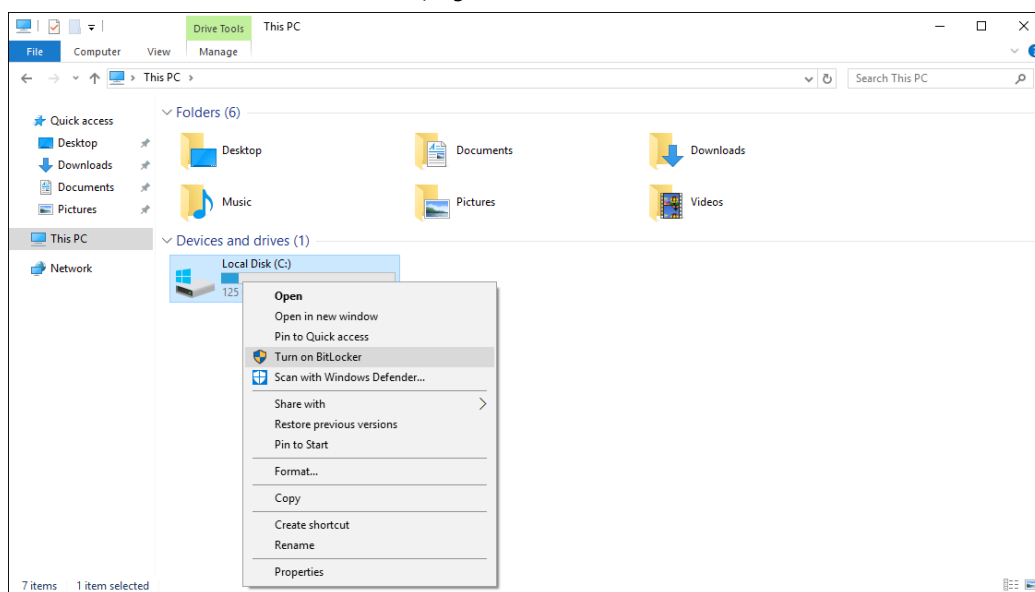 Drive Tools
This PC
File
Computer
View
Manage
This PC
Search This PC
Quick access
Desktop
Downloads
Documents
Pictures
This PC
Network
Folders (6)
Desktop
Documents
Downloads
Music
Pictures
Videos
Devices and drives (1)
Local Disk (C:)
125
Open
Open in new window
Pin to Quick access
Turn on BitLocker
Scan with Windows Defender...
Share with
Restore previous versions
Pin to Start
Format...
Copy
Create shortcut
Rename
Properties
7 items
1 item selected